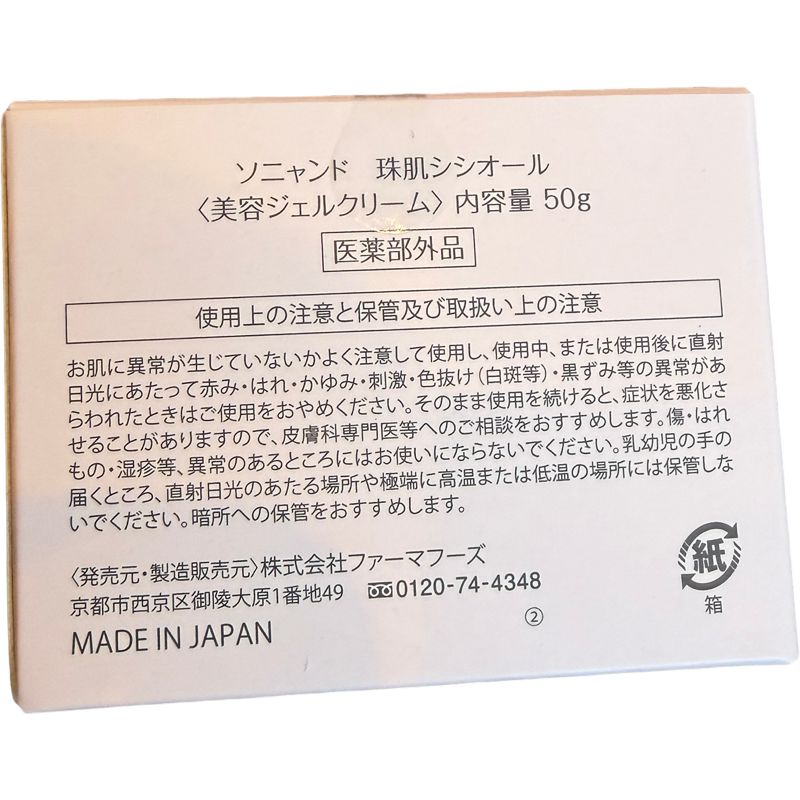 ソニャンド　珠肌シシオール
〈美容ジェルクリーム〉内容量 50g
医薬部外品
使用上の注意と保管及び取扱い上の注意
お肌に異常が生じていないかよく注意して使用し、使用中、または使用後に直射
日光にあたって赤み・はれ・かゆみ・刺激・色抜け(白斑等)・黒ずみ等の異常があ
らわれたときはご使用をおやめください。そのまま使用を続けると、症状を悪化さ
せることがありますので、皮膚科専門医等へのご相談をおすすめします。傷・はれ
もの・湿疹等、異常のあるところにはお使いにならないでください。乳幼児の手の
届くところ、直射日光のあたる場所や極端に高温または低温の場所には保管しな
いでください。暗所への保管をおすすめします。
〈発売元・製造販売元〉株式会社ファーマフーズ
京都市西京区御陵大原1番地49 0120-74-4348
MADE IN JAPAN
②
紙
箱